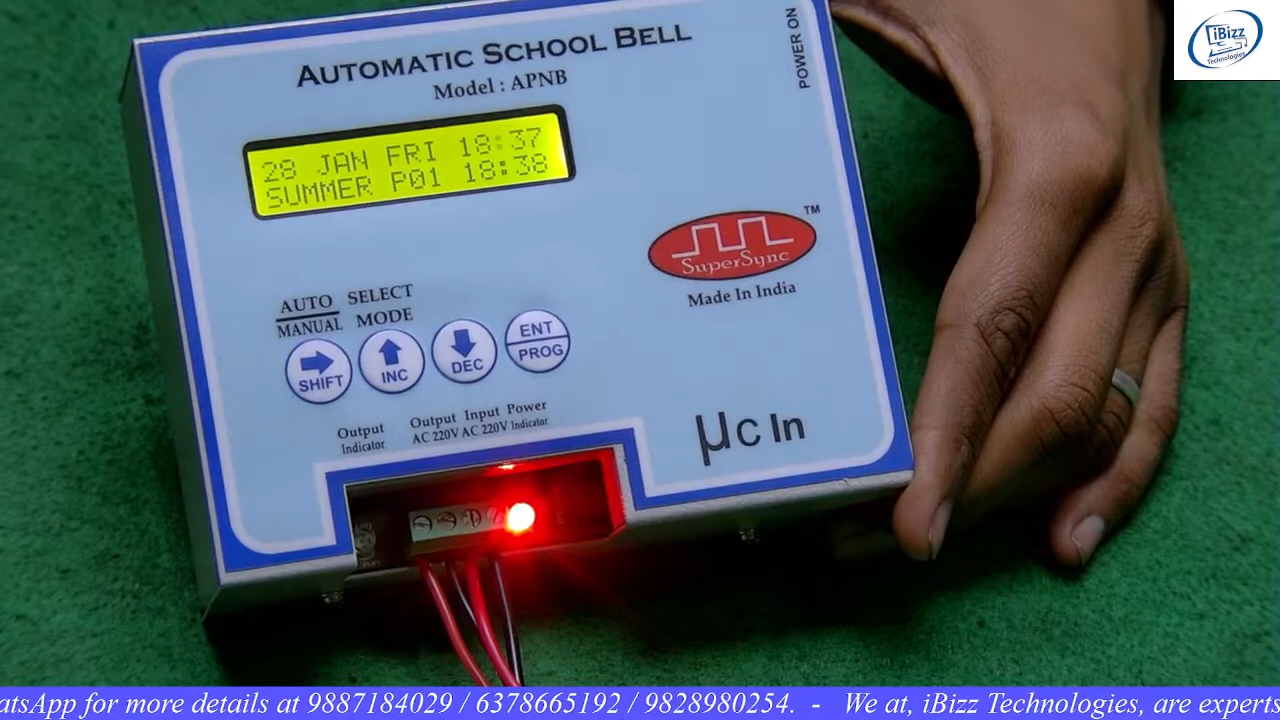 AUTOMATIC SCHOOL BELL
Model : APNB
POWER ON
iBizz
Technologies
28 JAN FRI 18:37
SUMMER P01 18:38
SuperSync
TM
Made In India
AUTO
MANUAL
SELECT
MODE
SHIFT
INC
DEC
ENT
PROG
Output
Indicator
Output
AC 220V
Input
AC 220V
Power
Indicator
µc In
atsApp for more details at 9887184029 / 6378665192 / 9828980254. - We at, iBizz Technologies, are experts